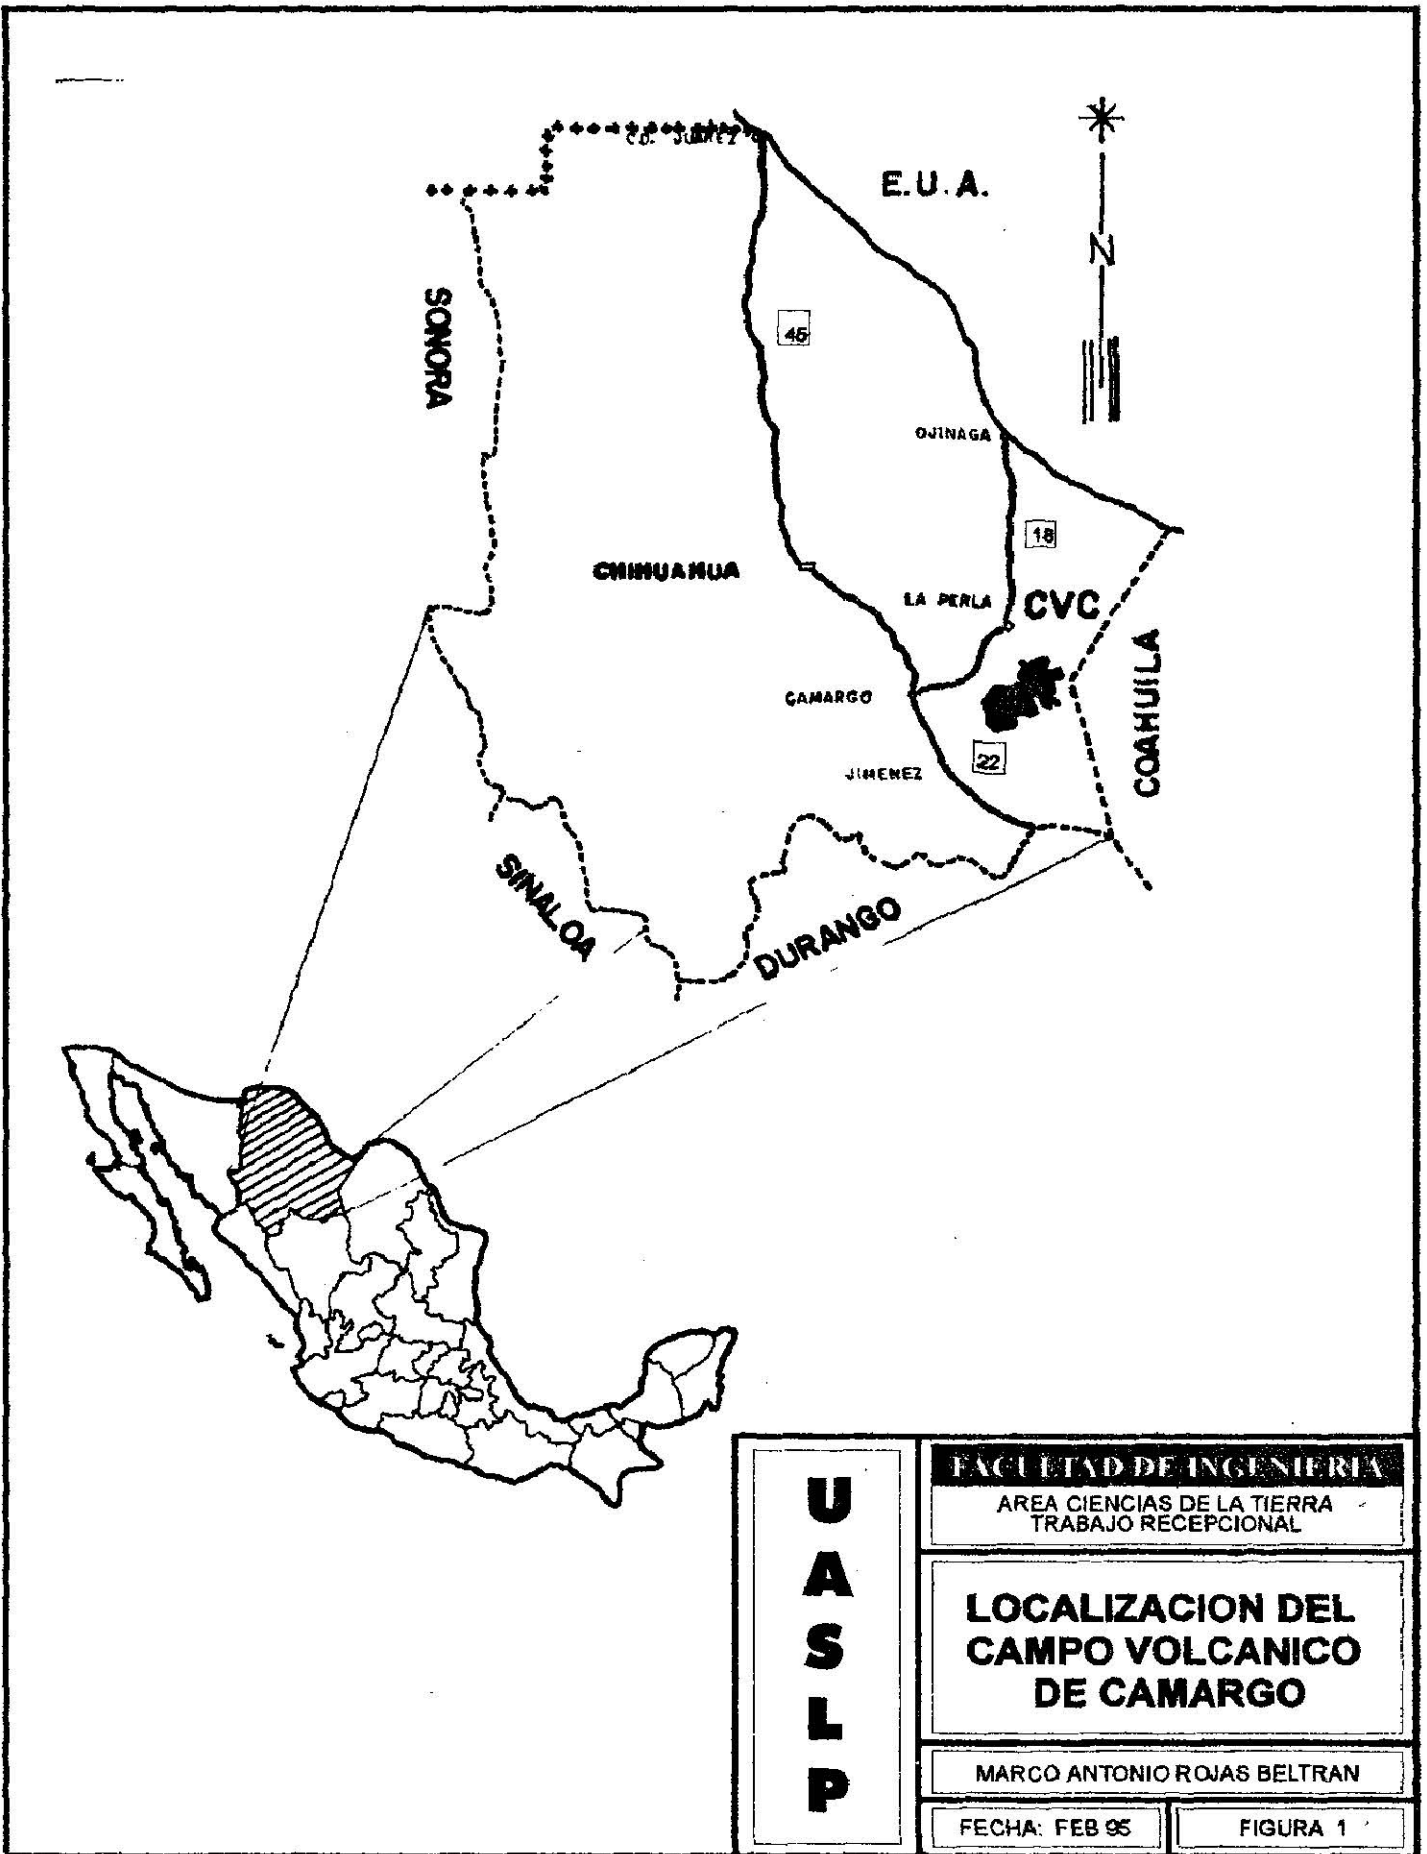 C.D. JUAREZ
E.U.A.
N
SONORA
45
OJINAGA
18
CHIHUAHUA
LA PERLA
CVC
COAHUILA
CAMARGO
22
JIMENEZ
SINALOA
DURANGO
UASLP
FACULTAD DE INGENIERIA
AREA CIENCIAS DE LA TIERRA
TRABAJO RECEPCIONAL
LOCALIZACION DEL
CAMPO VOLCANICO
DE CAMARGO
MARCO ANTONIO ROJAS BELTRAN
FECHA: FEB 95
FIGURA 1